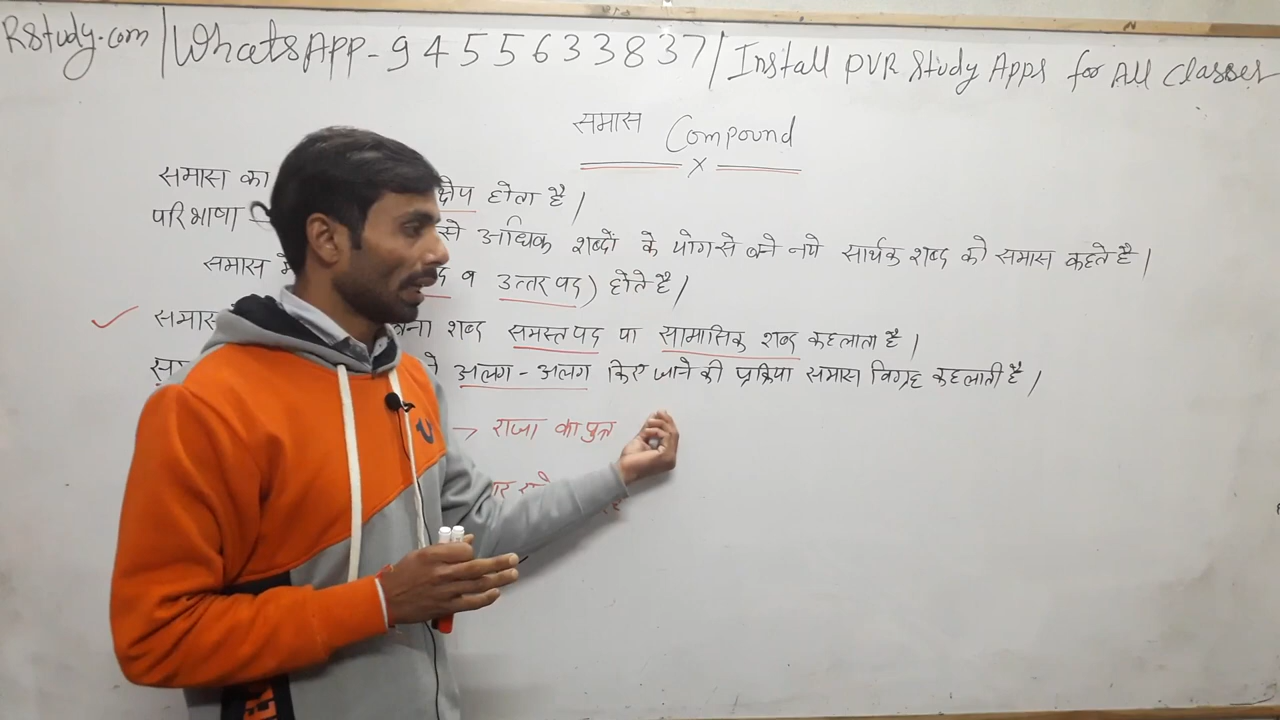 RStudy.com | WhatsApp - 9455633837 | Install PVR Study Apps for All Classes
समास Compound
समास का क्षेप होता है |
परिभाषा से अधिक शब्दों के योग से बने नये सार्थक शब्द को समास कहते है |
समास में द व उत्तर पद) होते है |
समास बना शब्द समस्तपद या सामासिक शब्द कहलाता है |
अलग - अलग किए जाने की प्रक्रिया समास विग्रह कहलाती है |
→ राजा का पुत्र